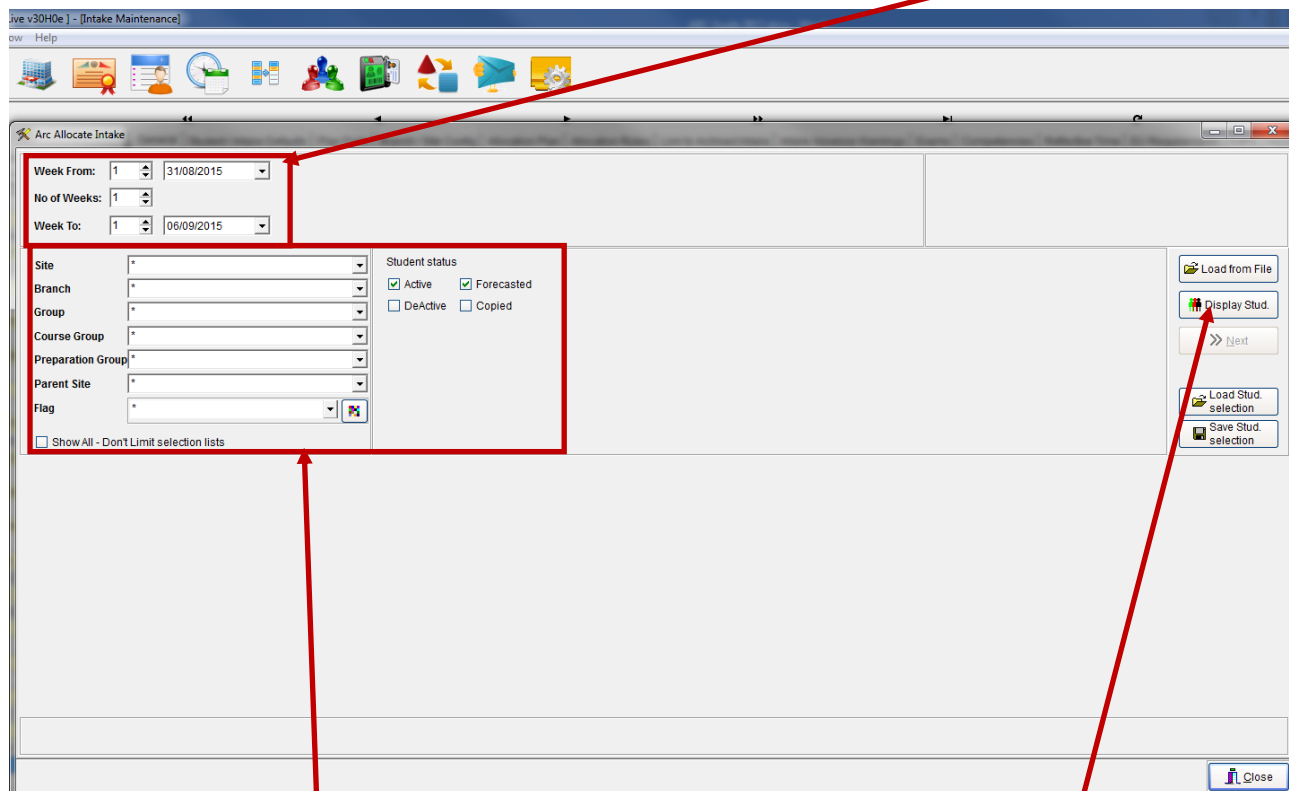 ive v30H0e ] - [Intake Maintenance]
ow Help
Arc Allocate Intake
Week From: 1 31/08/2015
No of Weeks: 1
Week To: 1 06/09/2015
Site *
Branch *
Group *
Course Group *
Preparation Group *
Parent Site *
Flag *
Show All - Don't Limit selection lists
Student status
Active Forecasted
DeActive Copied
Load from File
Display Stud.
Next
Load Stud.
selection
Save Stud.
selection
Close